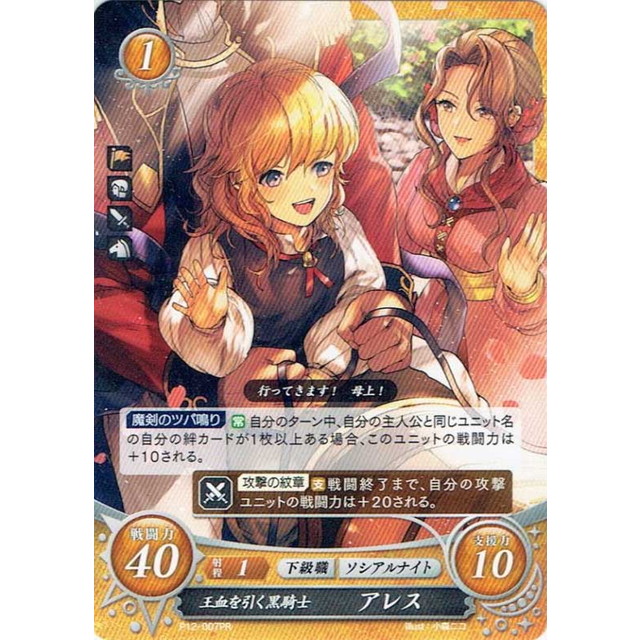 1
行ってきます! 母上!
魔剣のツバ鳴り 常 自分のターン中、自分の主人公と同じユニット名
の自分の絆カードが1枚以上ある場合、このユニットの戦闘力は
+10される。
攻撃の紋章 支 戦闘終了まで、自分の攻撃
ユニットの戦闘力は+20される。
戦闘力
40
射程 1
下級職
ソシアルナイト
支援力
10
王血を引く黒騎士 アレス
P12-007PR
Illust:小森ニコ